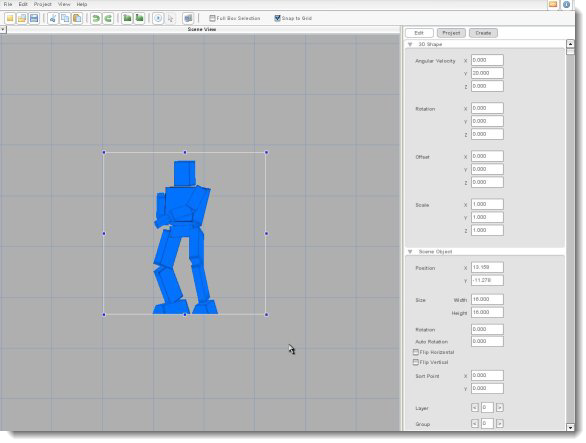 File Edit Project View Help
Full Box Selection Snap to Grid
Scene View
Edit Project Create
3D Shape
Angular Velocity X 0.000
Y 20.000
Z 0.000
Rotation X 0.000
Y 0.000
Z 0.000
Offset X 0.000
Y 0.000
Z 0.000
Scale X 1.000
Y 1.000
Z 1.000
Scene Object
Position X 13.159
Y -11.278
Size Width 16.000
Height 16.000
Rotation 0.000
Auto Rotation 0.000
Flip Horizontal
Flip Vertical
Sort Point X 0.000
Y 0.000
Layer < 0 >
Group < 0 >